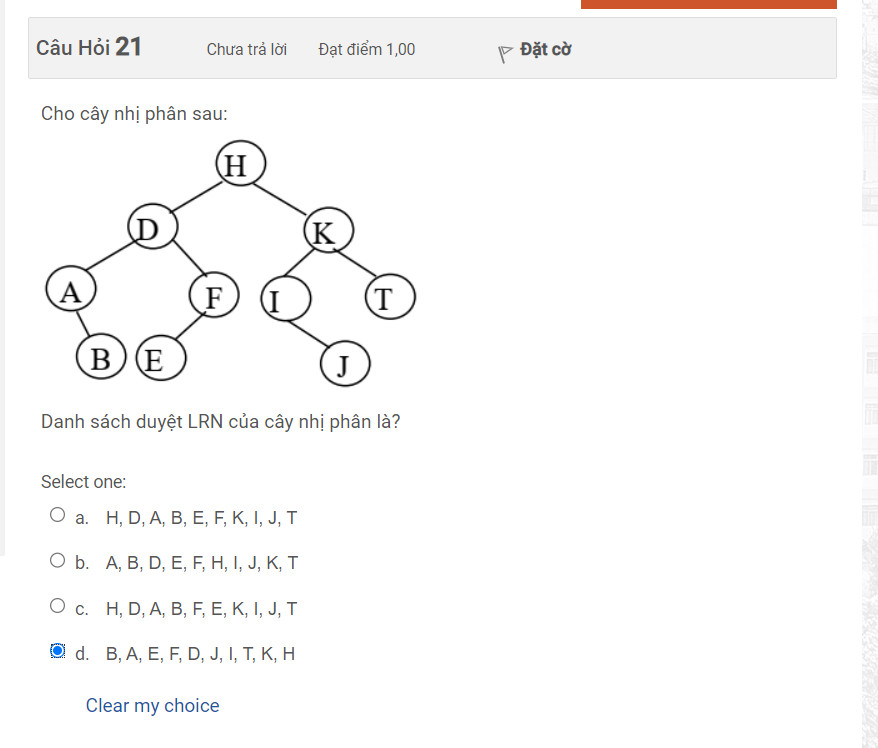 Câu Hỏi 21 Chưa trả lời Đạt điểm 1,00 Đặt cờ
Cho cây nhị phân sau:
H
D K
A F I T
B E J
Danh sách duyệt LRN của cây nhị phân là?
Select one:
a. H, D, A, B, E, F, K, I, J, T
b. A, B, D, E, F, H, I, J, K, T
c. H, D, A, B, F, E, K, I, J, T
d. B, A, E, F, D, J, I, T, K, H
Clear my choice